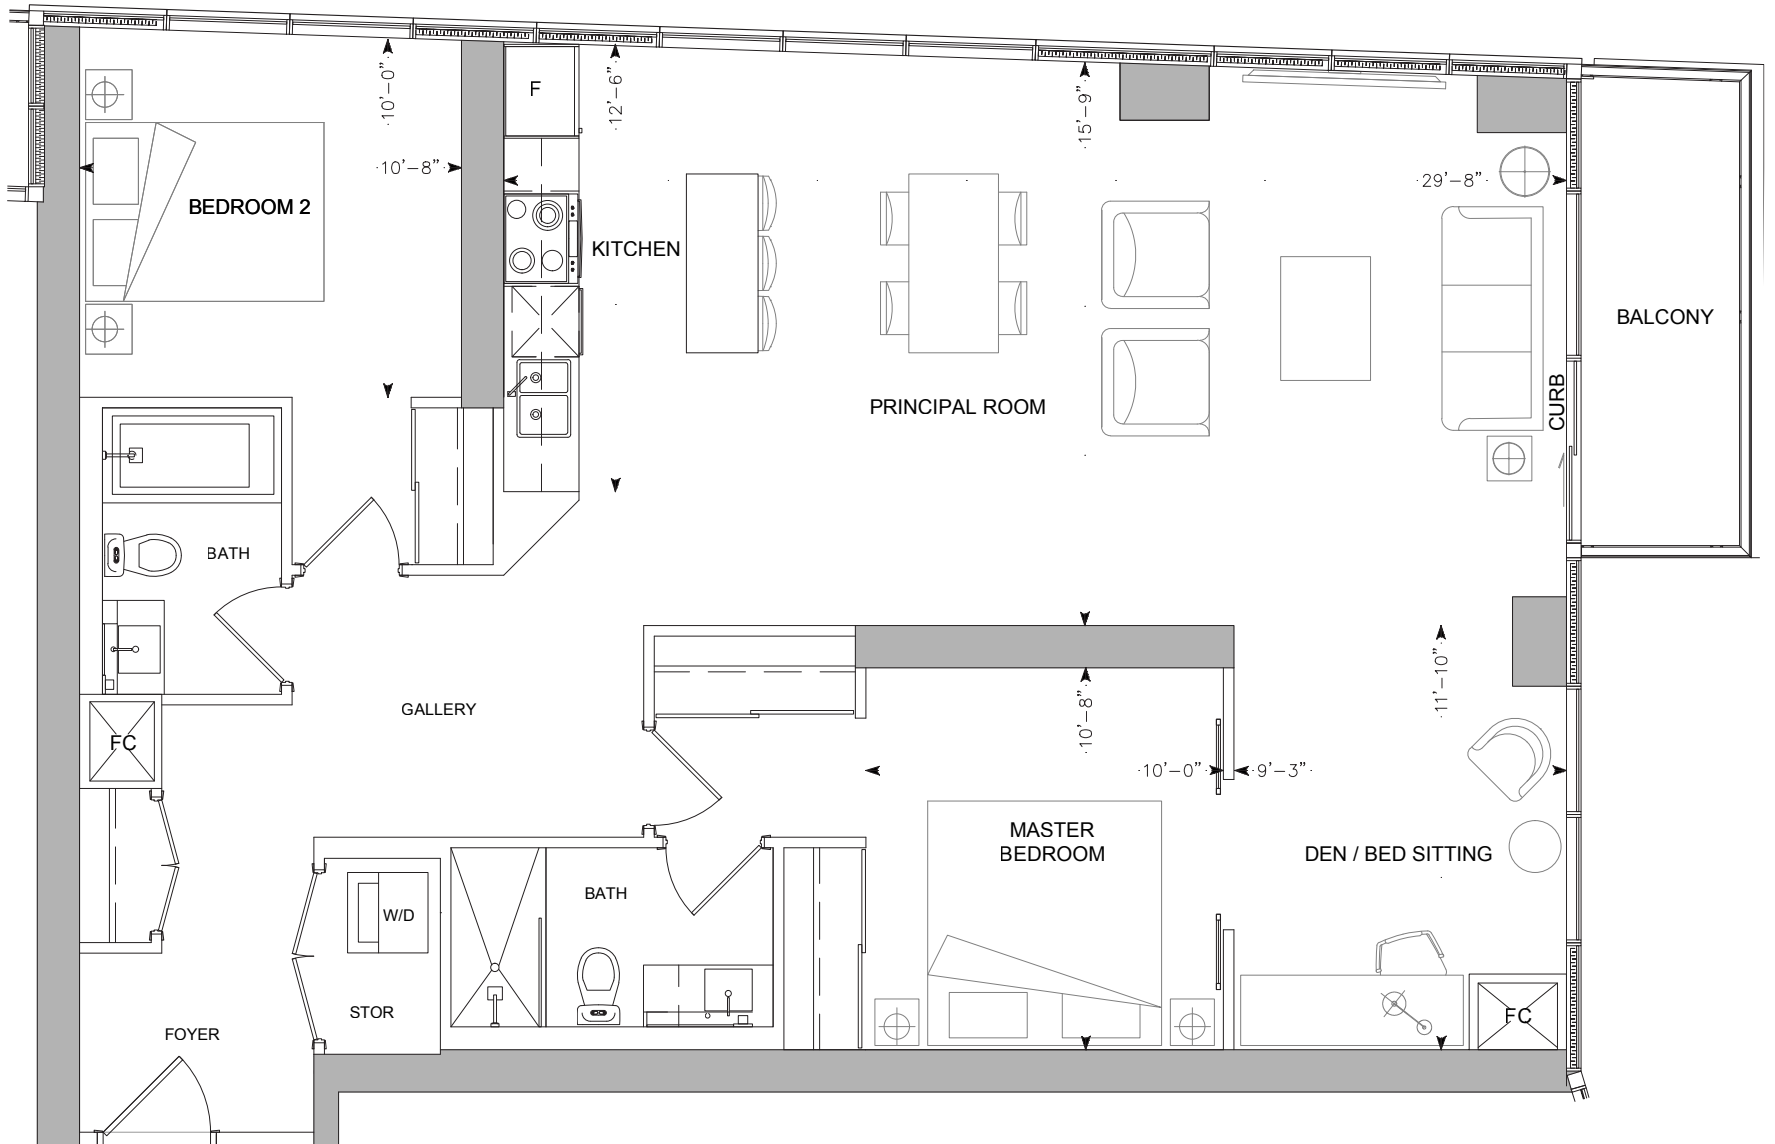 10'-0"
F
12'-6"
15'-9"
10'-8"
29'-8"
BEDROOM 2
KITCHEN
BALCONY
CURB
PRINCIPAL ROOM
BATH
GALLERY
10'-8"
11'-10"
FC
10'-0"
9'-3"
MASTER
BEDROOM
DEN / BED SITTING
BATH
W/D
STOR
FC
FOYER